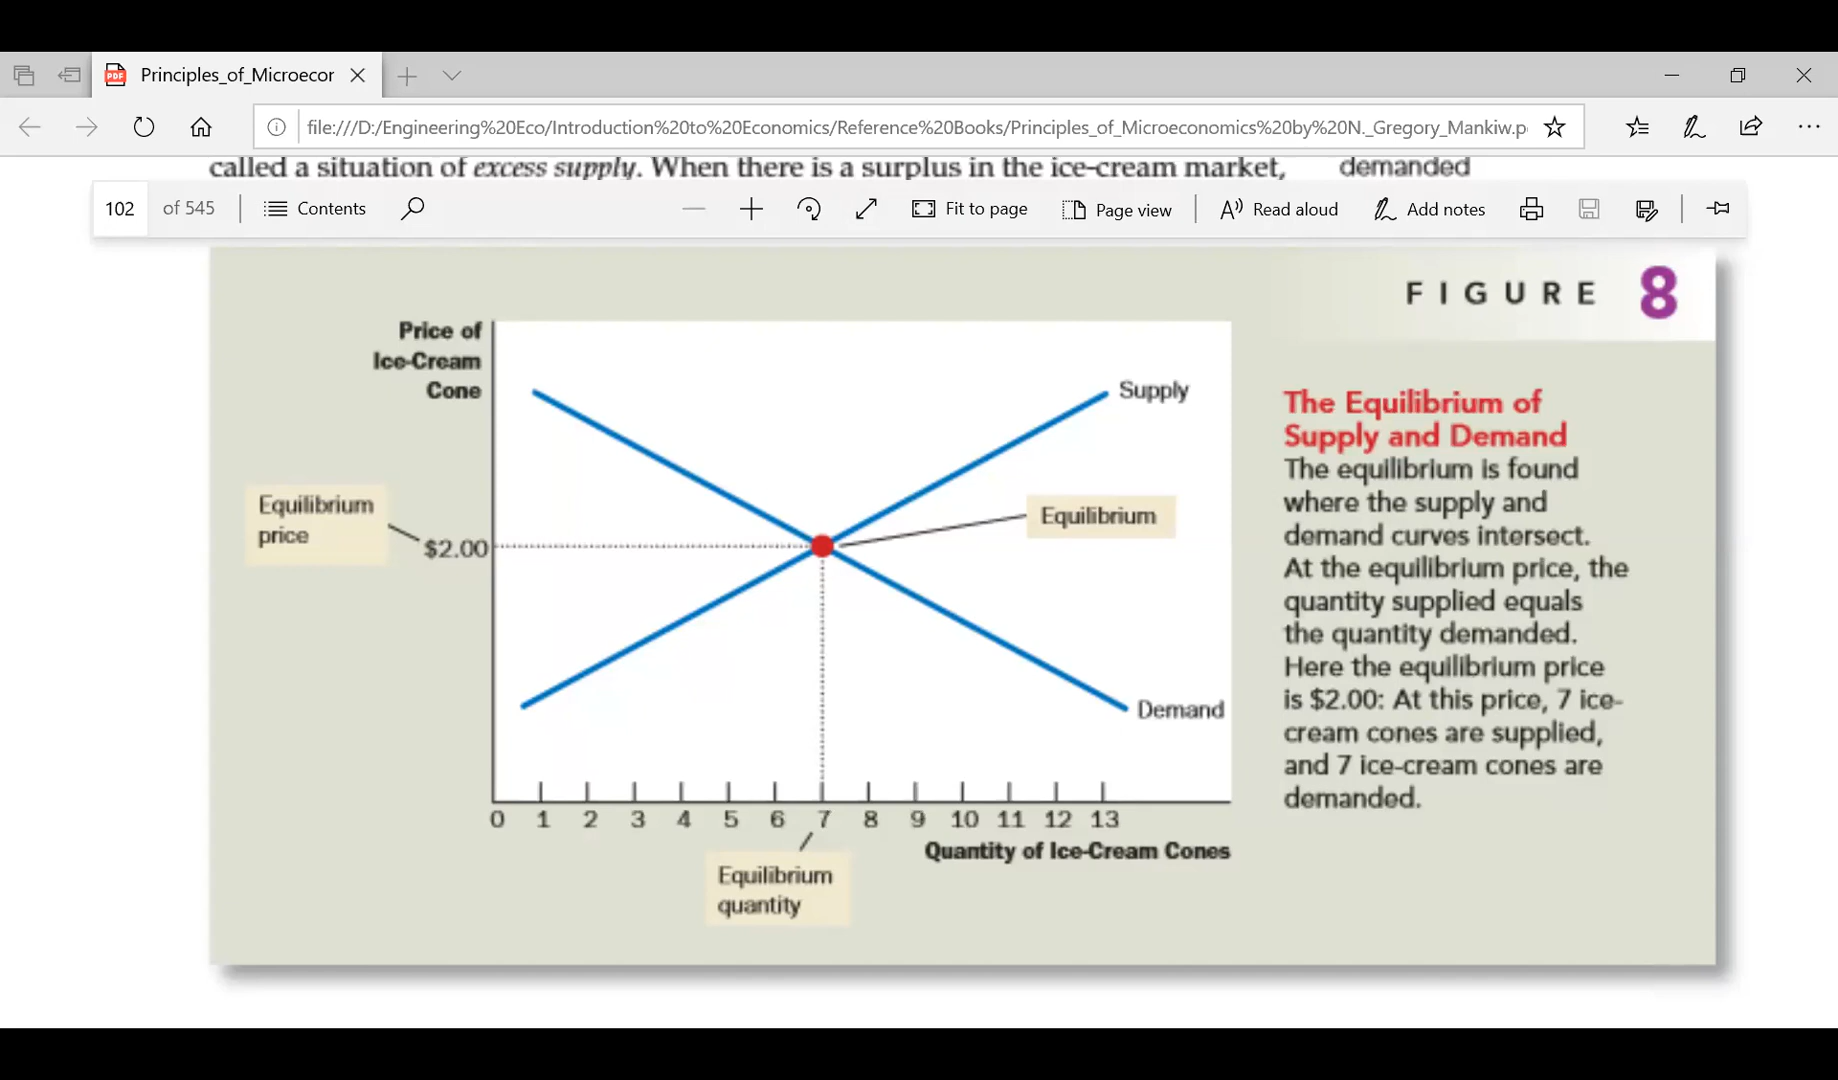 Principles_of_Microecor
file:///D:/Engineering%20Eco/Introduction%20to%20Economics/Reference%20Books/Principles_of_Microeconomics%20by%20N._Gregory_Mankiw.p
called a situation of excess supply. When there is a surplus in the ice-cream market,
demanded
102 of 545 Contents Fit to page Page view Read aloud Add notes
FIGURE 8
Price of
Ice-Cream
Cone
Supply
Equilibrium
price
$2.00
Equilibrium
Demand
0 1 2 3 4 5 6 7 8 9 10 11 12 13
Quantity of Ice-Cream Cones
Equilibrium
quantity
The Equilibrium of
Supply and Demand
The equilibrium is found
where the supply and
demand curves intersect.
At the equilibrium price, the
quantity supplied equals
the quantity demanded.
Here the equilibrium price
is $2.00: At this price, 7 ice-
cream cones are supplied,
and 7 ice-cream cones are
demanded.